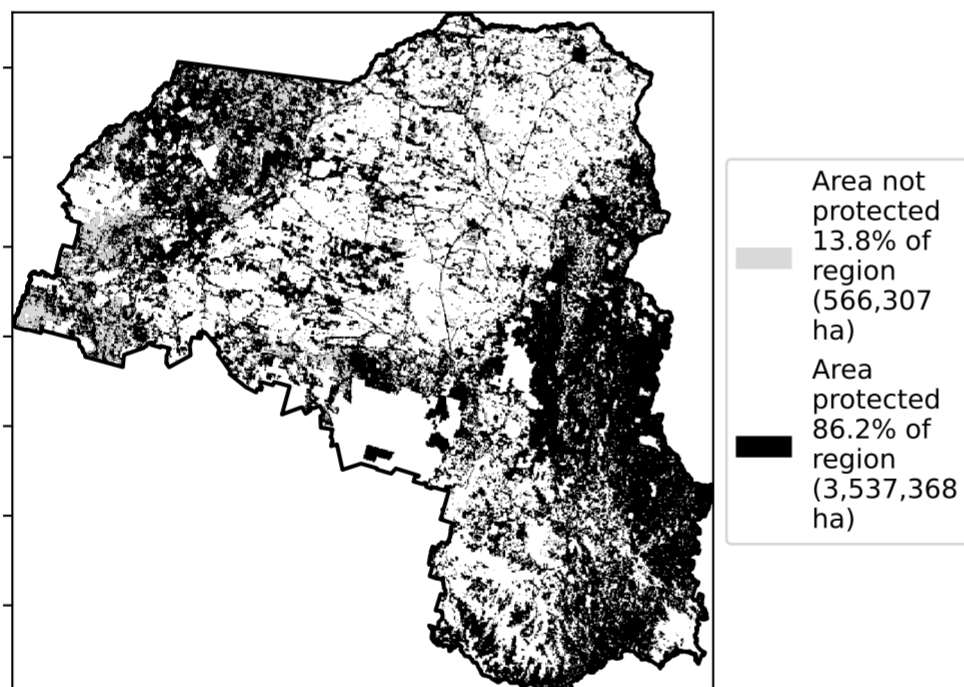 Area not
protected
13.8% of
region
(566,307
ha)
Area
protected
86.2% of
region
(3,537,368
ha)